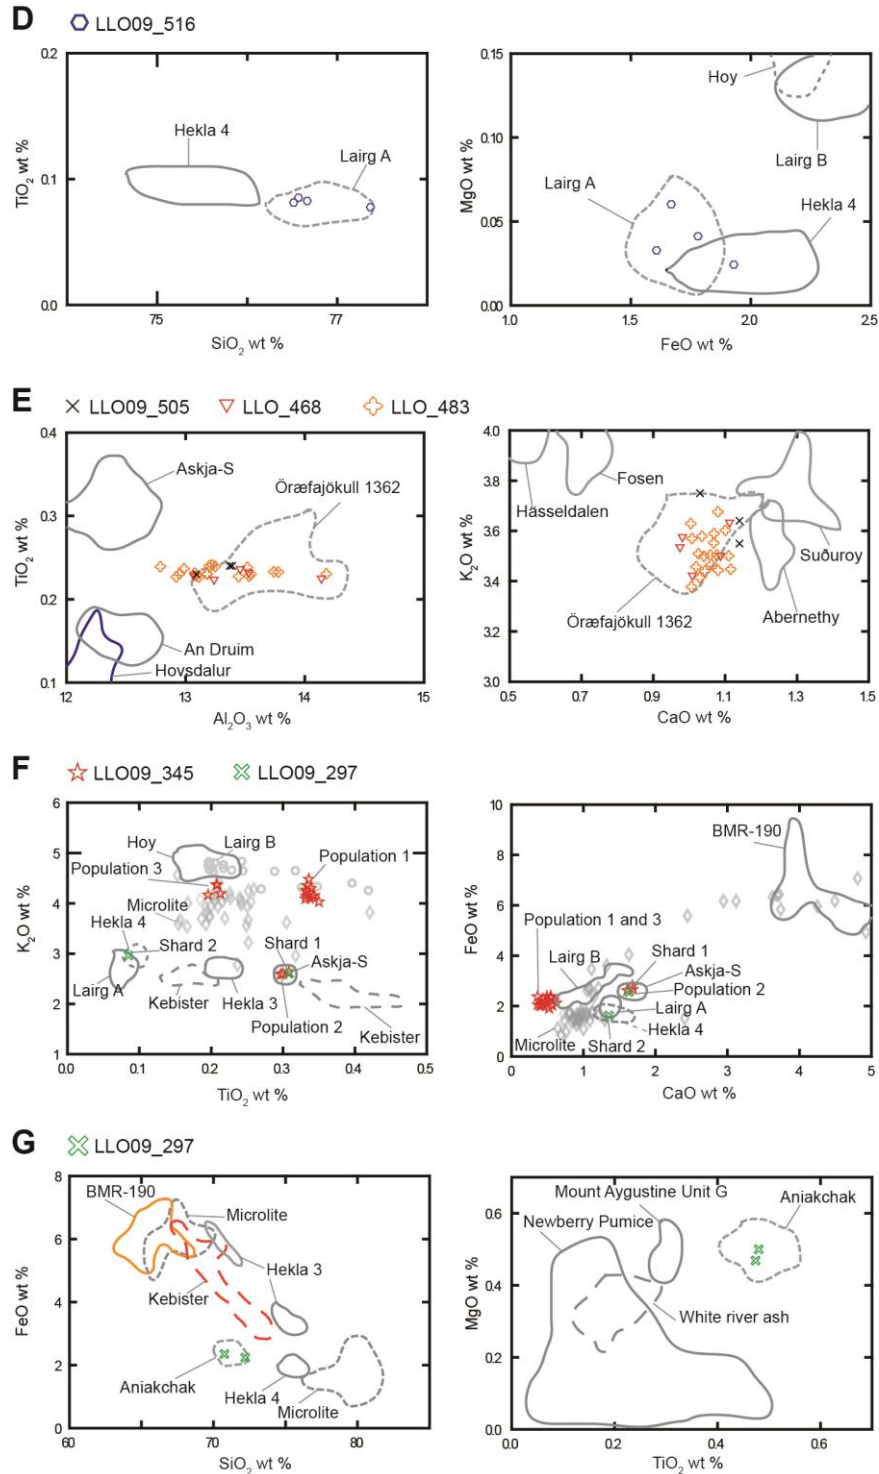 D LLO09_516
0.2
0.1
0.0
TiO2 wt %
Hekla 4
Lairg A
75
77
SiO2 wt %
0.15
0.10
0.05
0.00
MgO wt %
Hoy
Lairg B
Lairg A
Hekla 4
1.0
1.5
2.0
2.5
FeO wt %
E LLO09_505 LLO_468 LLO_483
0.4
0.3
0.2
0.1
TiO2 wt %
Askja-S
Öræfajökull 1362
An Druim
Hovsdalur
12
13
14
15
Al2O3 wt %
4.0
3.8
3.6
3.4
3.2
3.0
K2O wt %
Hässeldalen
Fosen
Suðuroy
Öræfajökull 1362
Abernethy
0.5
0.7
0.9
1.1
1.3
1.5
CaO wt %
F LLO09_345 LLO09_297
6
5
4
3
2
1
K2O wt %
Hoy
Lairg B
Population 3
Population 1
Microlite
Hekla 4
Shard 2
Shard 1
Askja-S
Lairg A
Kebister
Hekla 3
Population 2
Kebister
0.0
0.1
0.2
0.3
0.4
0.5
TiO2 wt %
10
8
6
4
2
0
FeO wt %
BMR-190
Population 1 and 3
Lairg B
Shard 1
Askja-S
Population 2
Lairg A
Hekla 4
Microlite
Shard 2
0
1
2
3
4
5
CaO wt %
G LLO09_297
8
6
4
2
0
FeO wt %
BMR-190
Microlite
Hekla 3
Kebister
Aniakchak
Hekla 4
Microlite
60
70
80
SiO2 wt %
0.6
0.4
0.2
0.0
MgO wt %
Mount Aygustine Unit G
Newberry Pumice
Aniakchak
White river ash
0.0
0.2
0.4
0.6
TiO2 wt %